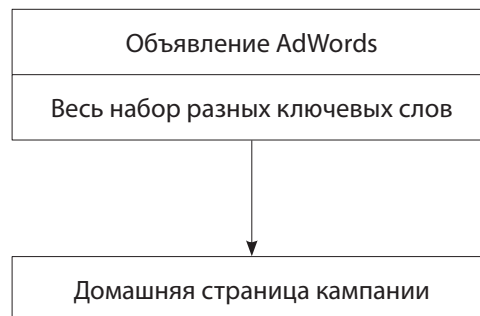 Объявление AdWords
Весь набор разных ключевых слов
Домашняя страница кампании